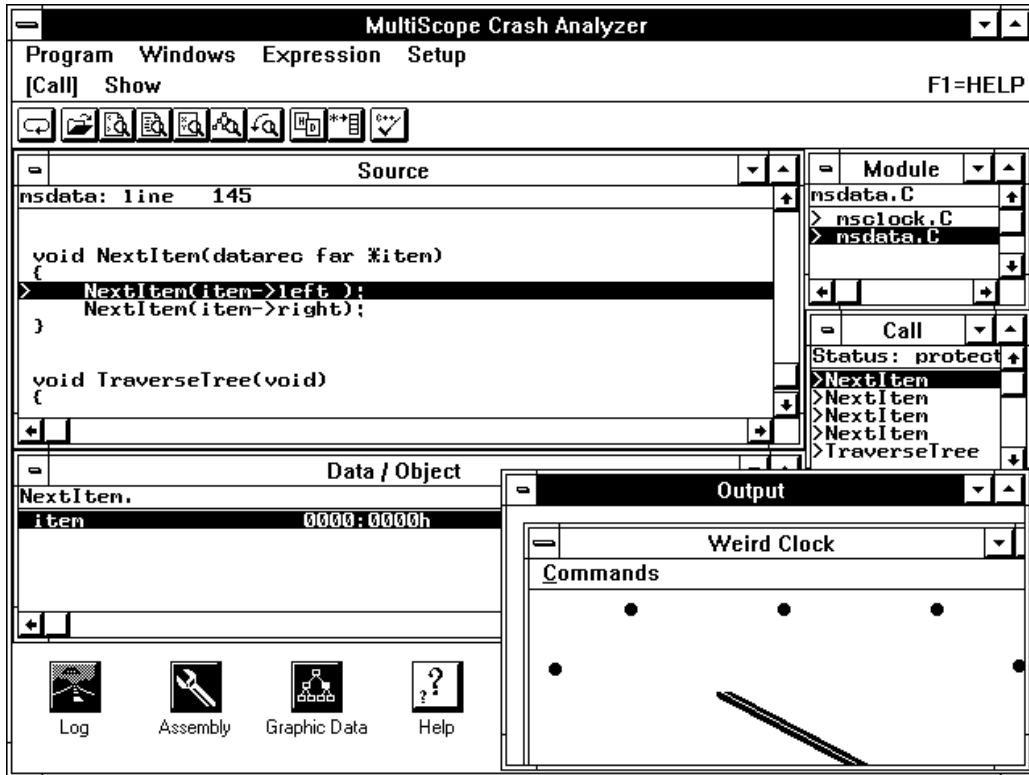 MultiScope Crash Analyzer
Program Windows Expression Setup
[Call] Show F1=HELP
Source
msdata: line 145
void NextItem(datarec far *item)
{
> NextItem(item->left );
NextItem(item->right);
}
void TraverseTree(void)
{
Module
msdata.C
> msclock.C
> msdata.C
Call
Status: protect
>NextItem
>NextItem
>NextItem
>NextItem
>TraverseTree
Data / Object
NextItem.
item 0000:0000h
Output
Weird Clock
Commands
Log
Assembly
Graphic Data
Help